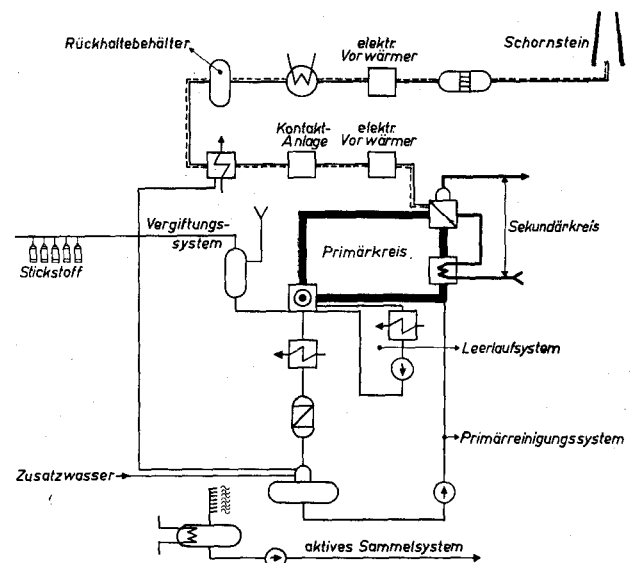 Rückhaltebehälter
elektr.
Vorwärmer
Schornstein
Kontakt-
Anlage
elektr.
Vorwärmer
Vergiftungs-
system
Stickstoff
Primärkreis
Sekundärkreis
Leerlaufsystem
Primärreinigungssystem
Zusatzwasser
aktives Sammelsystem